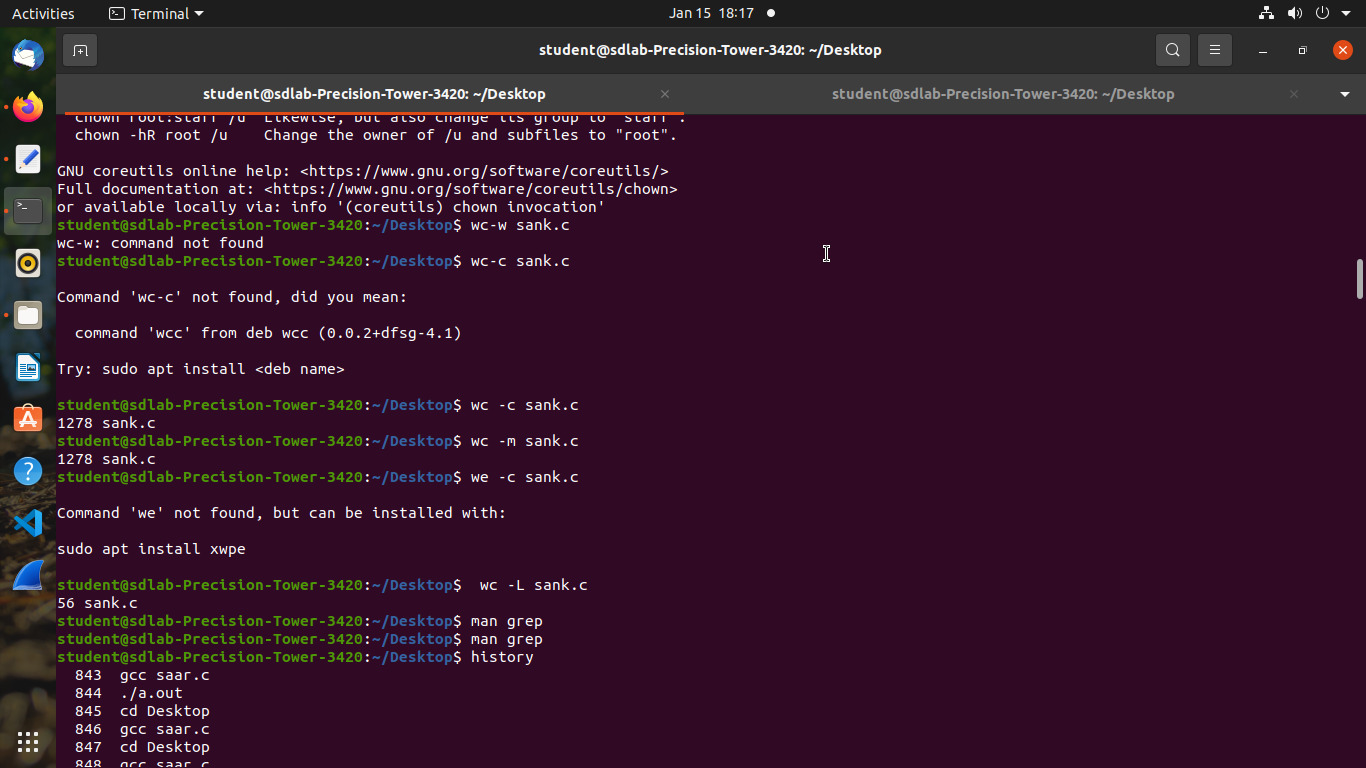 Activities
Terminal
Jan 15 18:17
student@sdlab-Precision-Tower-3420: ~/Desktop
student@sdlab-Precision-Tower-3420: ~/Desktop
student@sdlab-Precision-Tower-3420: ~/Desktop
chown root:staff /u  Likewise, but also change its group to "staff".
  chown -hR root /u    Change the owner of /u and subfiles to "root".
GNU coreutils online help: <https://www.gnu.org/software/coreutils/>
Full documentation at: <https://www.gnu.org/software/coreutils/chown>
or available locally via: info '(coreutils) chown invocation'
student@sdlab-Precision-Tower-3420:~/Desktop$ wc-w sank.c
wc-w: command not found
student@sdlab-Precision-Tower-3420:~/Desktop$ wc-c sank.c
Command 'wc-c' not found, did you mean:
  command 'wcc' from deb wcc (0.0.2+dfsg-4.1)
Try: sudo apt install <deb name>
student@sdlab-Precision-Tower-3420:~/Desktop$ wc -c sank.c
1278 sank.c
student@sdlab-Precision-Tower-3420:~/Desktop$ wc -m sank.c
1278 sank.c
student@sdlab-Precision-Tower-3420:~/Desktop$ we -c sank.c
Command 'we' not found, but can be installed with:
sudo apt install xwpe
student@sdlab-Precision-Tower-3420:~/Desktop$  wc -L sank.c
56 sank.c
student@sdlab-Precision-Tower-3420:~/Desktop$ man grep
student@sdlab-Precision-Tower-3420:~/Desktop$ man grep
student@sdlab-Precision-Tower-3420:~/Desktop$ history
  843  gcc saar.c
  844  ./a.out
  845  cd Desktop
  846  gcc saar.c
  847  cd Desktop
  848  gcc saar.c